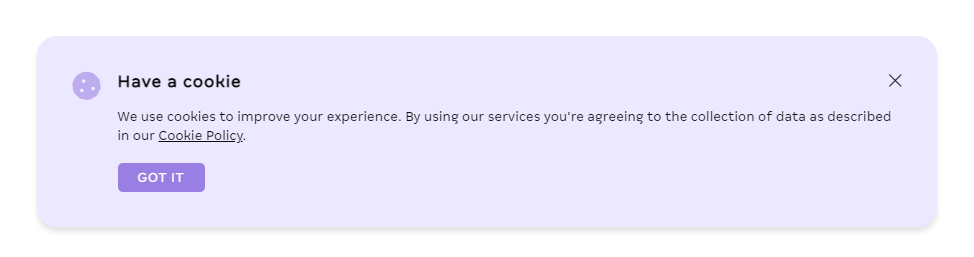 Have a cookie
We use cookies to improve your experience. By using our services you're agreeing to the collection of data as described
in our Cookie Policy.
GOT IT